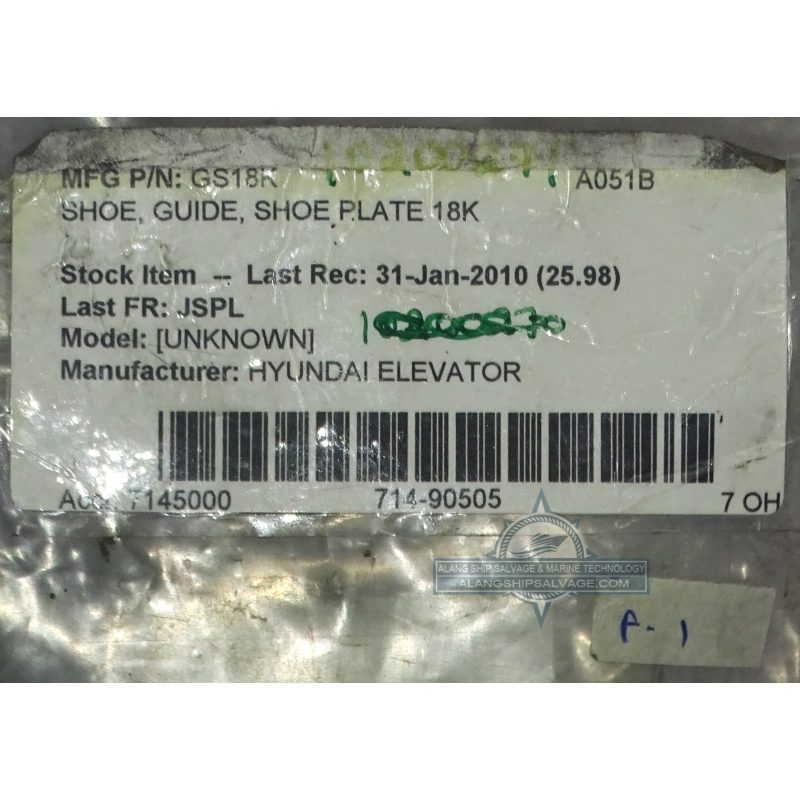 MFG P/N: GS18K A051B
SHOE, GUIDE, SHOE PLATE 18K
Stock Item -- Last Rec: 31-Jan-2010 (25.98)
Last FR: JSPL
Model: [UNKNOWN]
Manufacturer: HYUNDAI ELEVATOR
7145000 714-90505 7 OH
ALANG SHIP SALVAGE & MARINE TECHNOLOGY
ALANGSHIPSALVAGE.COM
A-1